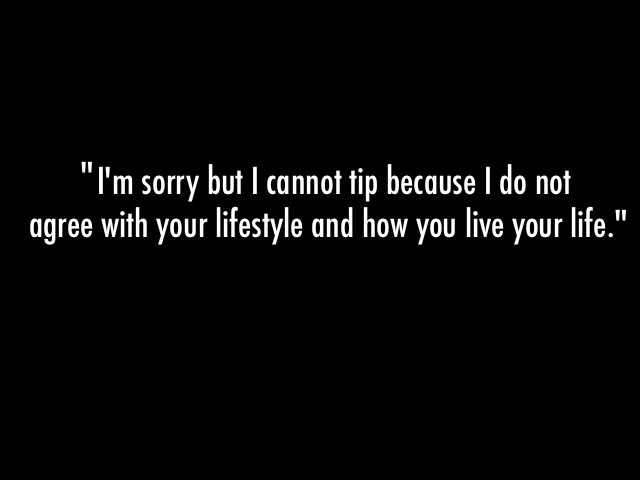 "I'm sorry but I cannot tip because I do not
agree with your lifestyle and how you live your life."